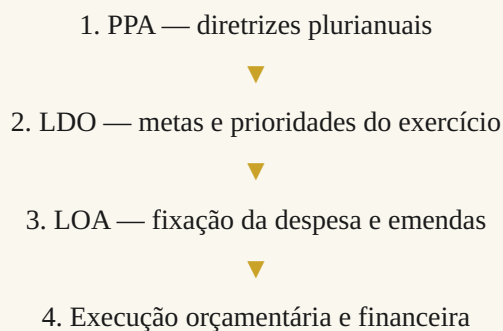 1. PPA — diretrizes plurianuais
2. LDO — metas e prioridades do exercício
3. LOA — fixação da despesa e emendas
4. Execução orçamentária e financeira